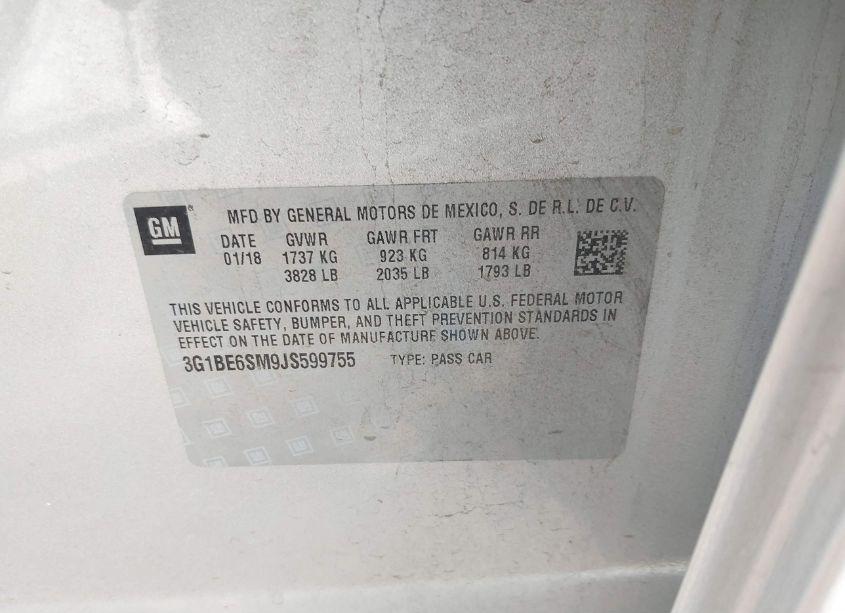 GM ®
MFD BY GENERAL MOTORS DE MEXICO, S. DE R.L. DE C.V.
DATE GVWR GAWR FRT GAWR RR
01/18 1737 KG 923 KG 814 KG
3828 LB 2035 LB 1793 LB
THIS VEHICLE CONFORMS TO ALL APPLICABLE U.S. FEDERAL MOTOR
VEHICLE SAFETY, BUMPER, AND THEFT PREVENTION STANDARDS IN
EFFECT ON THE DATE OF MANUFACTURE SHOWN ABOVE.
3G1BE6SM9JS599755 TYPE: PASS CAR